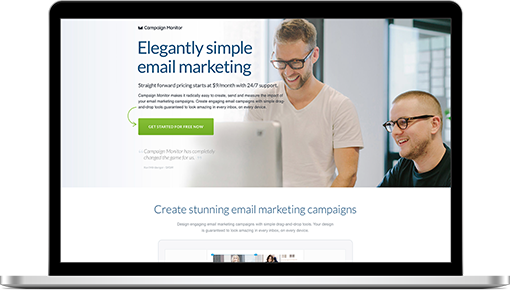 Campaign Monitor
Elegantly simple
email marketing
Straight forward pricing starts at $9/month with 24/7 support.
Campaign Monitor makes it radically easy to create, send and measure the impact of
your email marketing campaigns. Create engaging email campaigns with simple drag-
and-drop tools guaranteed to look amazing in every inbox, on every device.
GET STARTED FOR FREE NOW
Campaign Monitor has completely
changed the game for us.
Create stunning email marketing campaigns
Design engaging email marketing campaigns with simple drag-and-drop tools. Your design
is guaranteed to look amazing in every inbox, on every device.